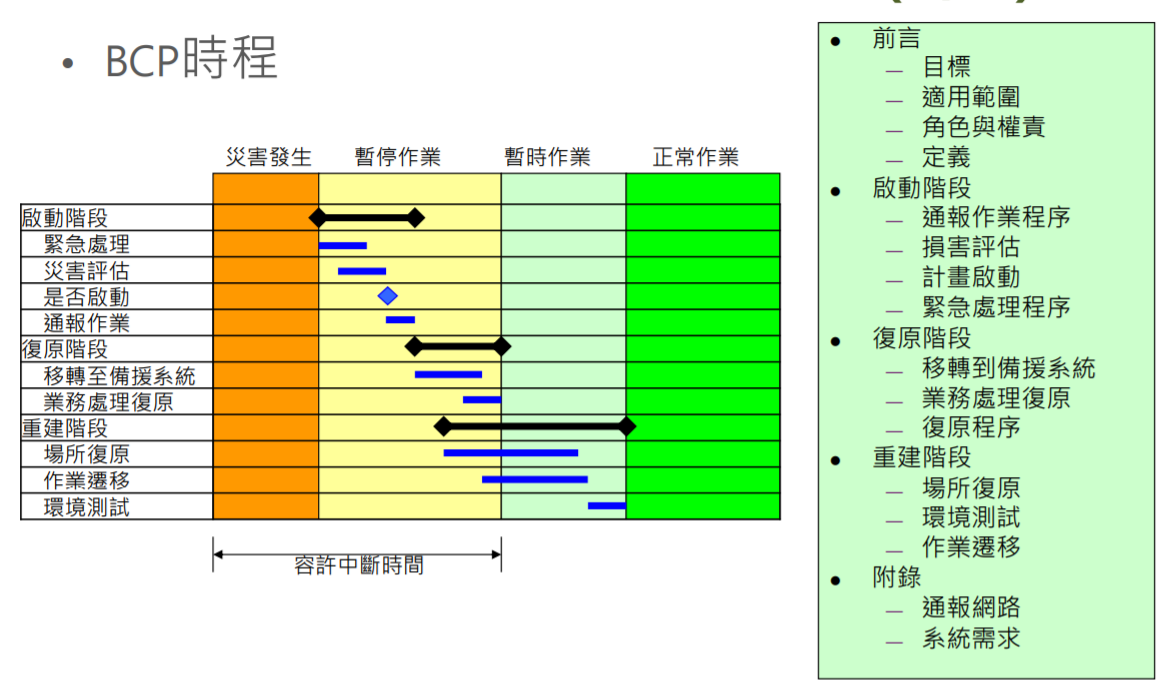 • BCP時程
災害發生 暫停作業 暫時作業 正常作業
啟動階段
緊急處理
災害評估
是否啟動
通報作業
復原階段
移轉至備援系統
業務處理復原
重建階段
場所復原
作業遷移
環境測試
容許中斷時間
● 前言
— 目標
— 適用範圍
— 角色與權責
— 定義
● 啟動階段
— 通報作業程序
— 損害評估
— 計畫啟動
— 緊急處理程序
● 復原階段
— 移轉到備援系統
— 業務處理復原
— 復原程序
● 重建階段
— 場所復原
— 環境測試
— 作業遷移
● 附錄
— 通報網路
— 系統需求